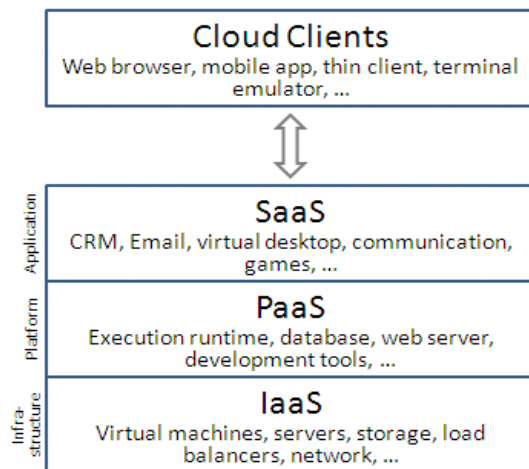 Cloud Clients
Web browser, mobile app, thin client, terminal
emulator, ...
Application
SaaS
CRM, Email, virtual desktop, communication,
games, ...
Platform
PaaS
Execution runtime, database, web server,
development tools, ...
Infra-
structure
IaaS
Virtual machines, servers, storage, load
balancers, network, ...